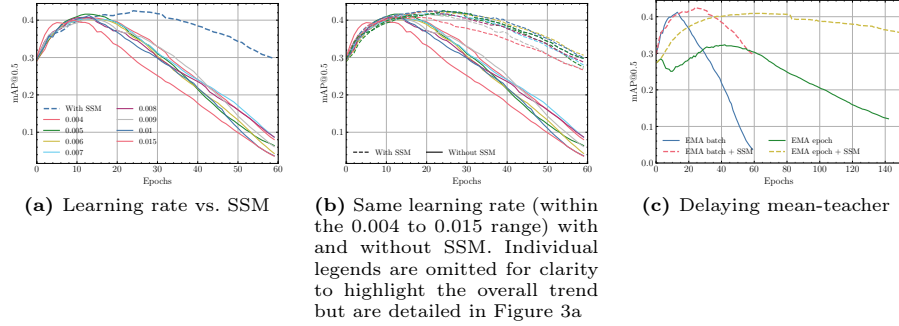 0.4
0.3
0.2
0.1
mAP@0.5
0
10
20
30
40
50
60
Epochs
With SSM
0.004
0.005
0.006
0.007
0.008
0.009
0.01
0.015
(a) Learning rate vs. SSM
0.4
0.3
0.2
0.1
mAP@0.5
0
10
20
30
40
50
60
Epochs
With SSM
Without SSM
(b) Same learning rate (within
the 0.004 to 0.015 range) with
and without SSM. Individual
legends are omitted for clarity
to highlight the overall trend
but are detailed in Figure 3a
0.4
0.3
0.2
0.1
0.0
mAP@0.5
0
20
40
60
80
100
120
140
Epochs
EMA batch
EMA batch + SSM
EMA epoch
EMA epoch + SSM
(c) Delaying mean-teacher